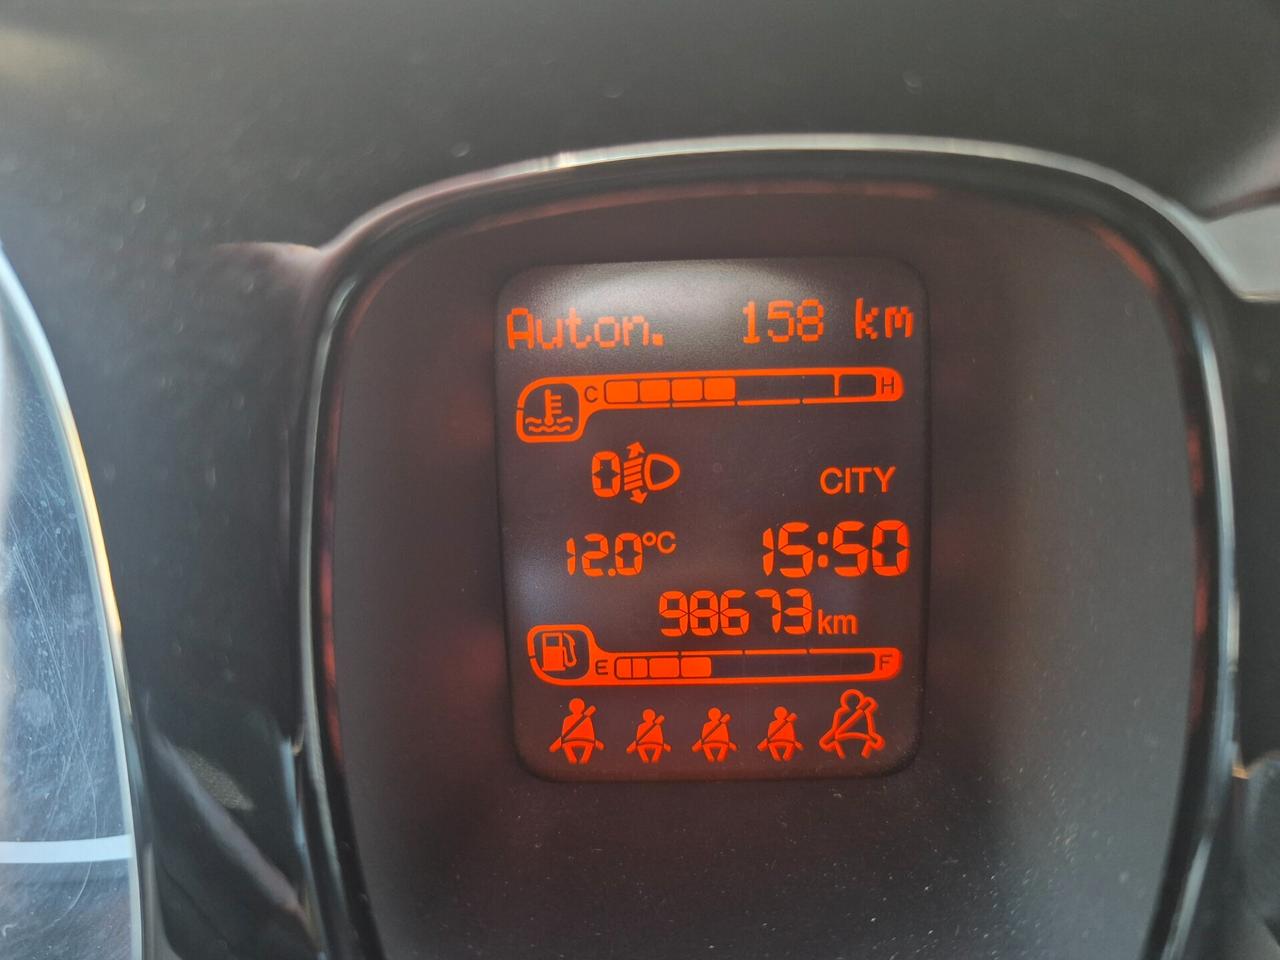 Auton. 158 km
C H
0 CITY
12.0°C 15:50
98673 km
E F